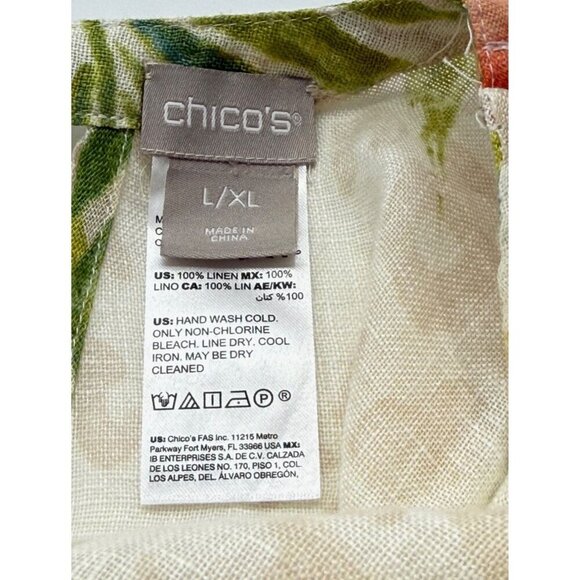 chico's®
L/XL
MADE IN
CHINA
US: 100% LINEN MX: 100%
LINO CA: 100% LIN AE/KW:
100% كتان
US: HAND WASH COLD.
ONLY NON-CHLORINE
BLEACH. LINE DRY. COOL
IRON. MAY BE DRY
CLEANED
P ®
US: Chico's FAS Inc. 11215 Metro
Parkway Fort Myers, FL 33966 USA MX:
IB ENTERPRISES S.A. DE C.V. CALZADA
DE LOS LEONES NO. 170, PISO 1, COL.
LOS ALPES, DEL. ÁLVARO OBREGÓN,